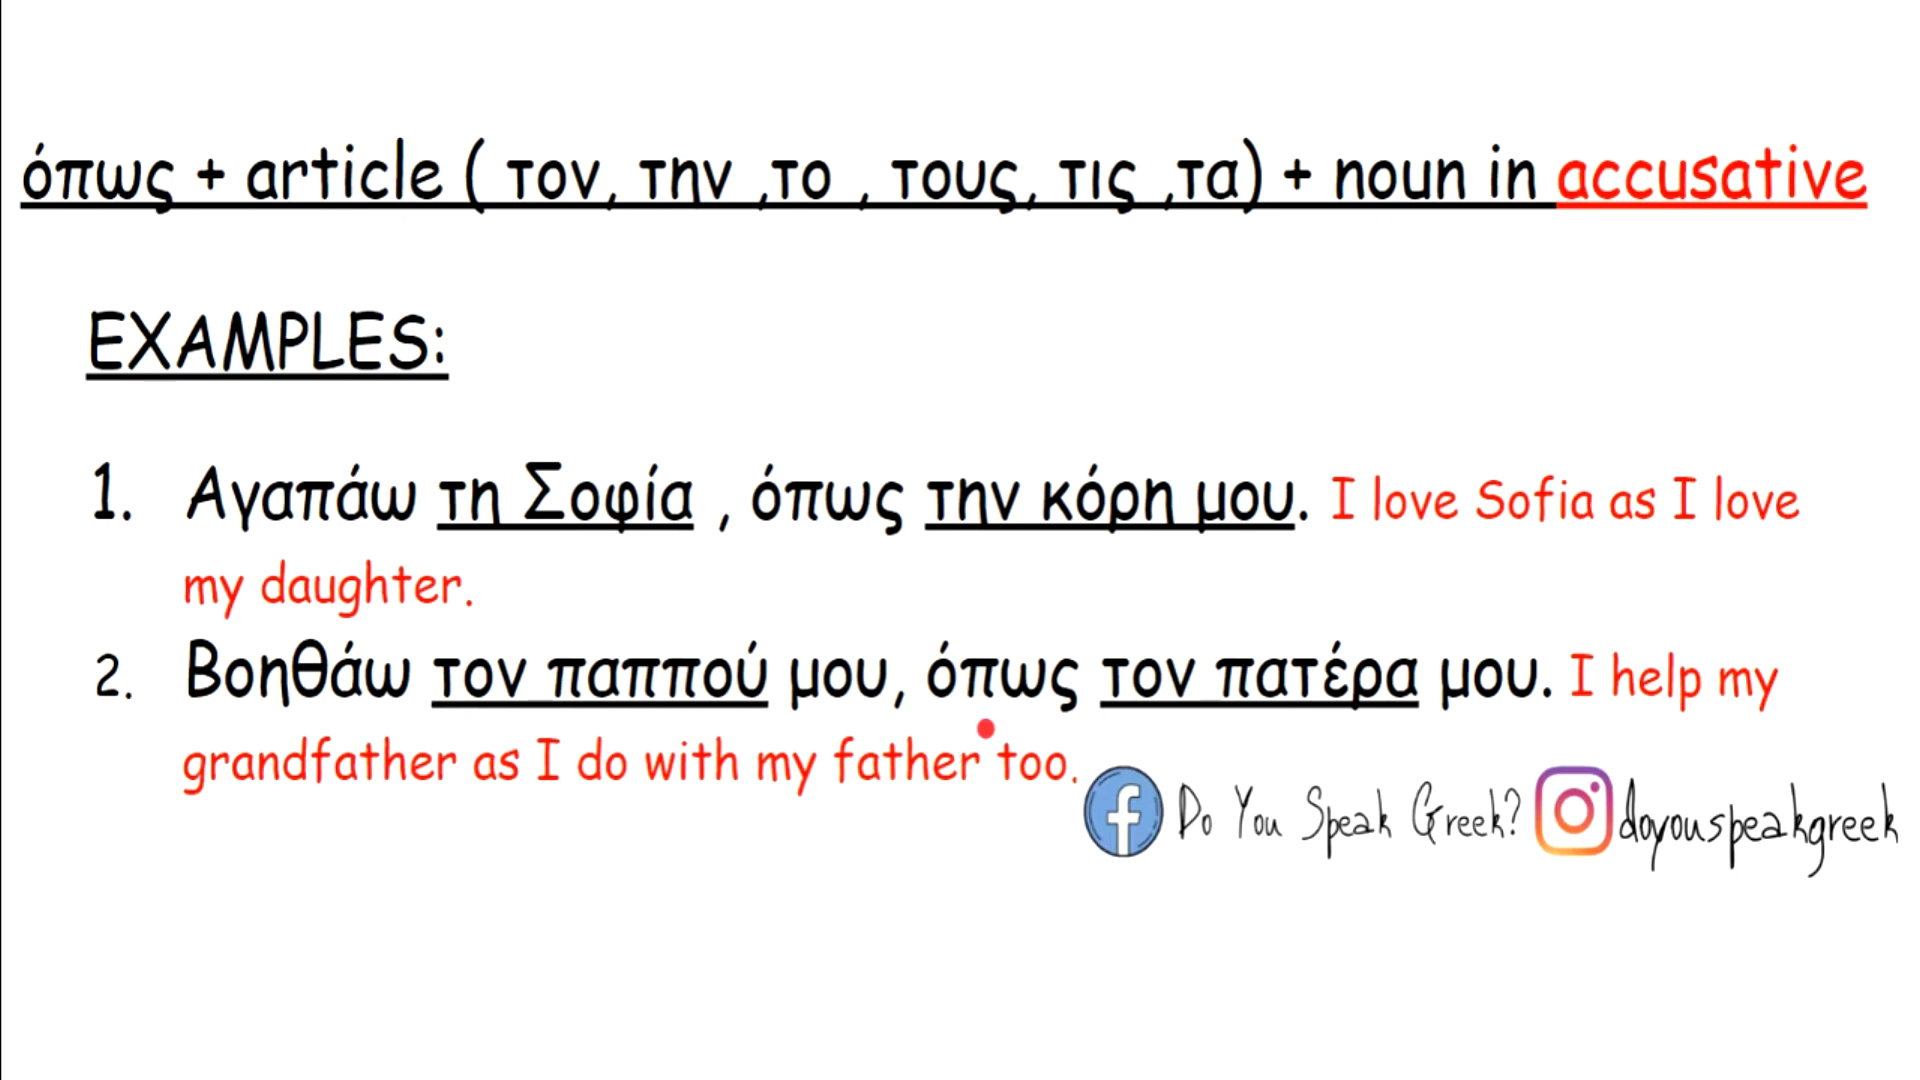 όπως + article ( τον, την ,το , τους, τις ,τα) + noun in accusative
EXAMPLES:
1. Αγαπάω τη Σοφία , όπως την κόρη μου. I love Sofia as I love
my daughter.
2. Βοηθάω τον παππού μου, όπως τον πατέρα μου. I help my
grandfather as I do with my father too.
Do You Speak Greek? doyouspeakgreek